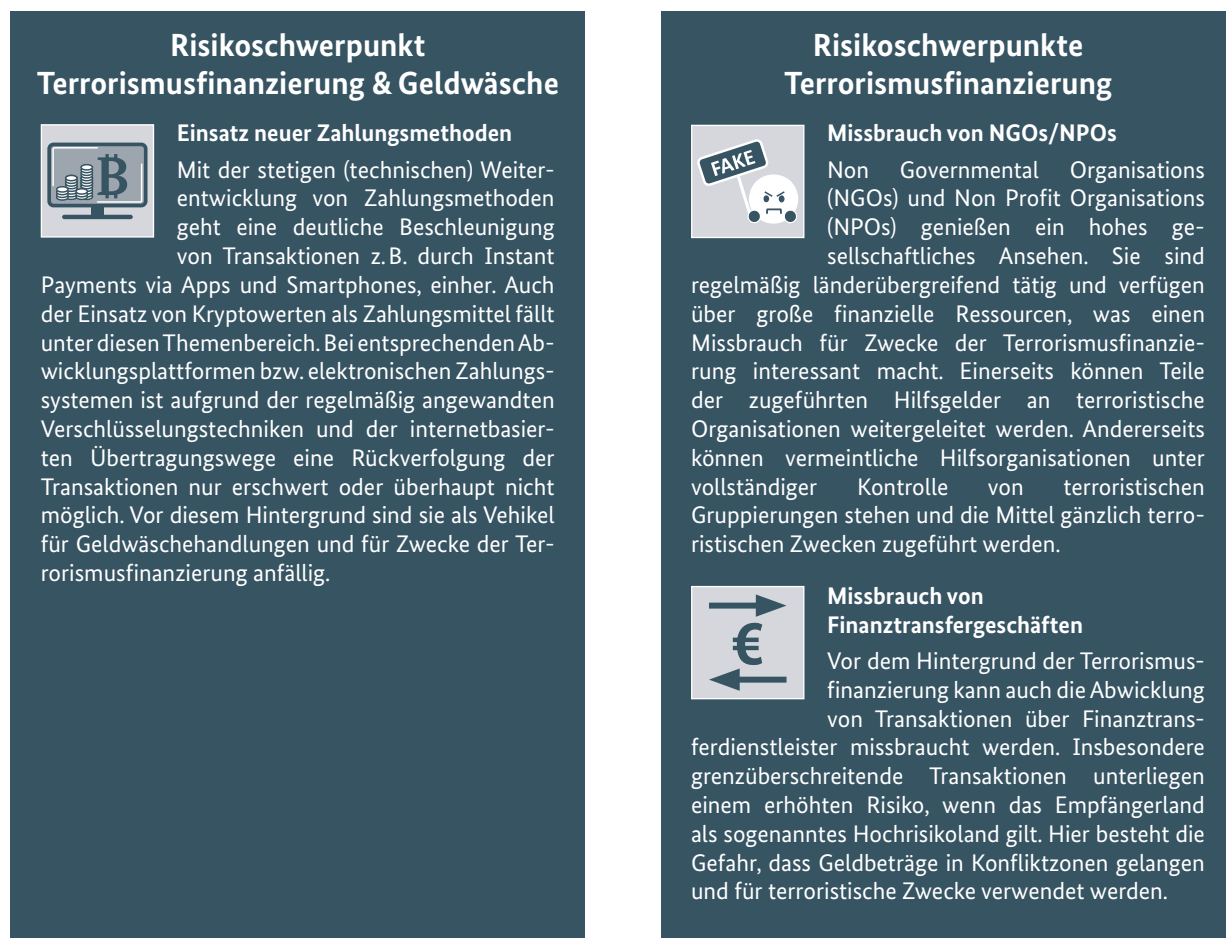 Risikoschwerpunkt
Terrorismusfinanzierung & Geldwäsche
Einsatz neuer Zahlungsmethoden
Mit der stetigen (technischen) Weiter-
entwicklung von Zahlungsmethoden
geht eine deutliche Beschleunigung
von Transaktionen z. B. durch Instant
Payments via Apps und Smartphones, einher. Auch
der Einsatz von Kryptowerten als Zahlungsmittel fällt
unter diesen Themenbereich. Bei entsprechenden Ab-
wicklungsplattformen bzw. elektronischen Zahlungs-
systemen ist aufgrund der regelmäßig angewandten
Verschlüsselungstechniken und der internetbasier-
ten Übertragungswege eine Rückverfolgung der
Transaktionen nur erschwert oder überhaupt nicht
möglich. Vor diesem Hintergrund sind sie als Vehikel
für Geldwäschehandlungen und für Zwecke der Ter-
rorismusfinanzierung anfällig.
Risikoschwerpunkte
Terrorismusfinanzierung
FAKE
Missbrauch von NGOs/NPOs
Non Governmental Organisations
(NGOs) und Non Profit Organisations
(NPOs) genießen ein hohes ge-
sellschaftliches Ansehen. Sie sind
regelmäßig länderübergreifend tätig und verfügen
über große finanzielle Ressourcen, was einen
Missbrauch für Zwecke der Terrorismusfinanzie-
rung interessant macht. Einerseits können Teile
der zugeführten Hilfsgelder an terroristische
Organisationen weitergeleitet werden. Andererseits
können vermeintliche Hilfsorganisationen unter
vollständiger Kontrolle von terroristischen
Gruppierungen stehen und die Mittel gänzlich terro-
ristischen Zwecken zugeführt werden.
€
Missbrauch von
Finanztransfergeschäften
Vor dem Hintergrund der Terrorismus-
finanzierung kann auch die Abwicklung
von Transaktionen über Finanztrans-
ferdienstleister missbraucht werden. Insbesondere
grenzüberschreitende Transaktionen unterliegen
einem erhöhten Risiko, wenn das Empfängerland
als sogenanntes Hochrisikoland gilt. Hier besteht die
Gefahr, dass Geldbeträge in Konfliktzonen gelangen
und für terroristische Zwecke verwendet werden.